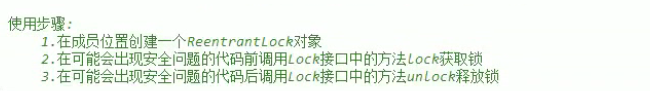 使用步骤:
1.在成员位置创建一个ReentrantLock对象
2.在可能会出现安全问题的代码前调用Lock接口中的方法lock获取锁
3.在可能会出现安全问题的代码后调用Lock接口中的方法unlock释放锁